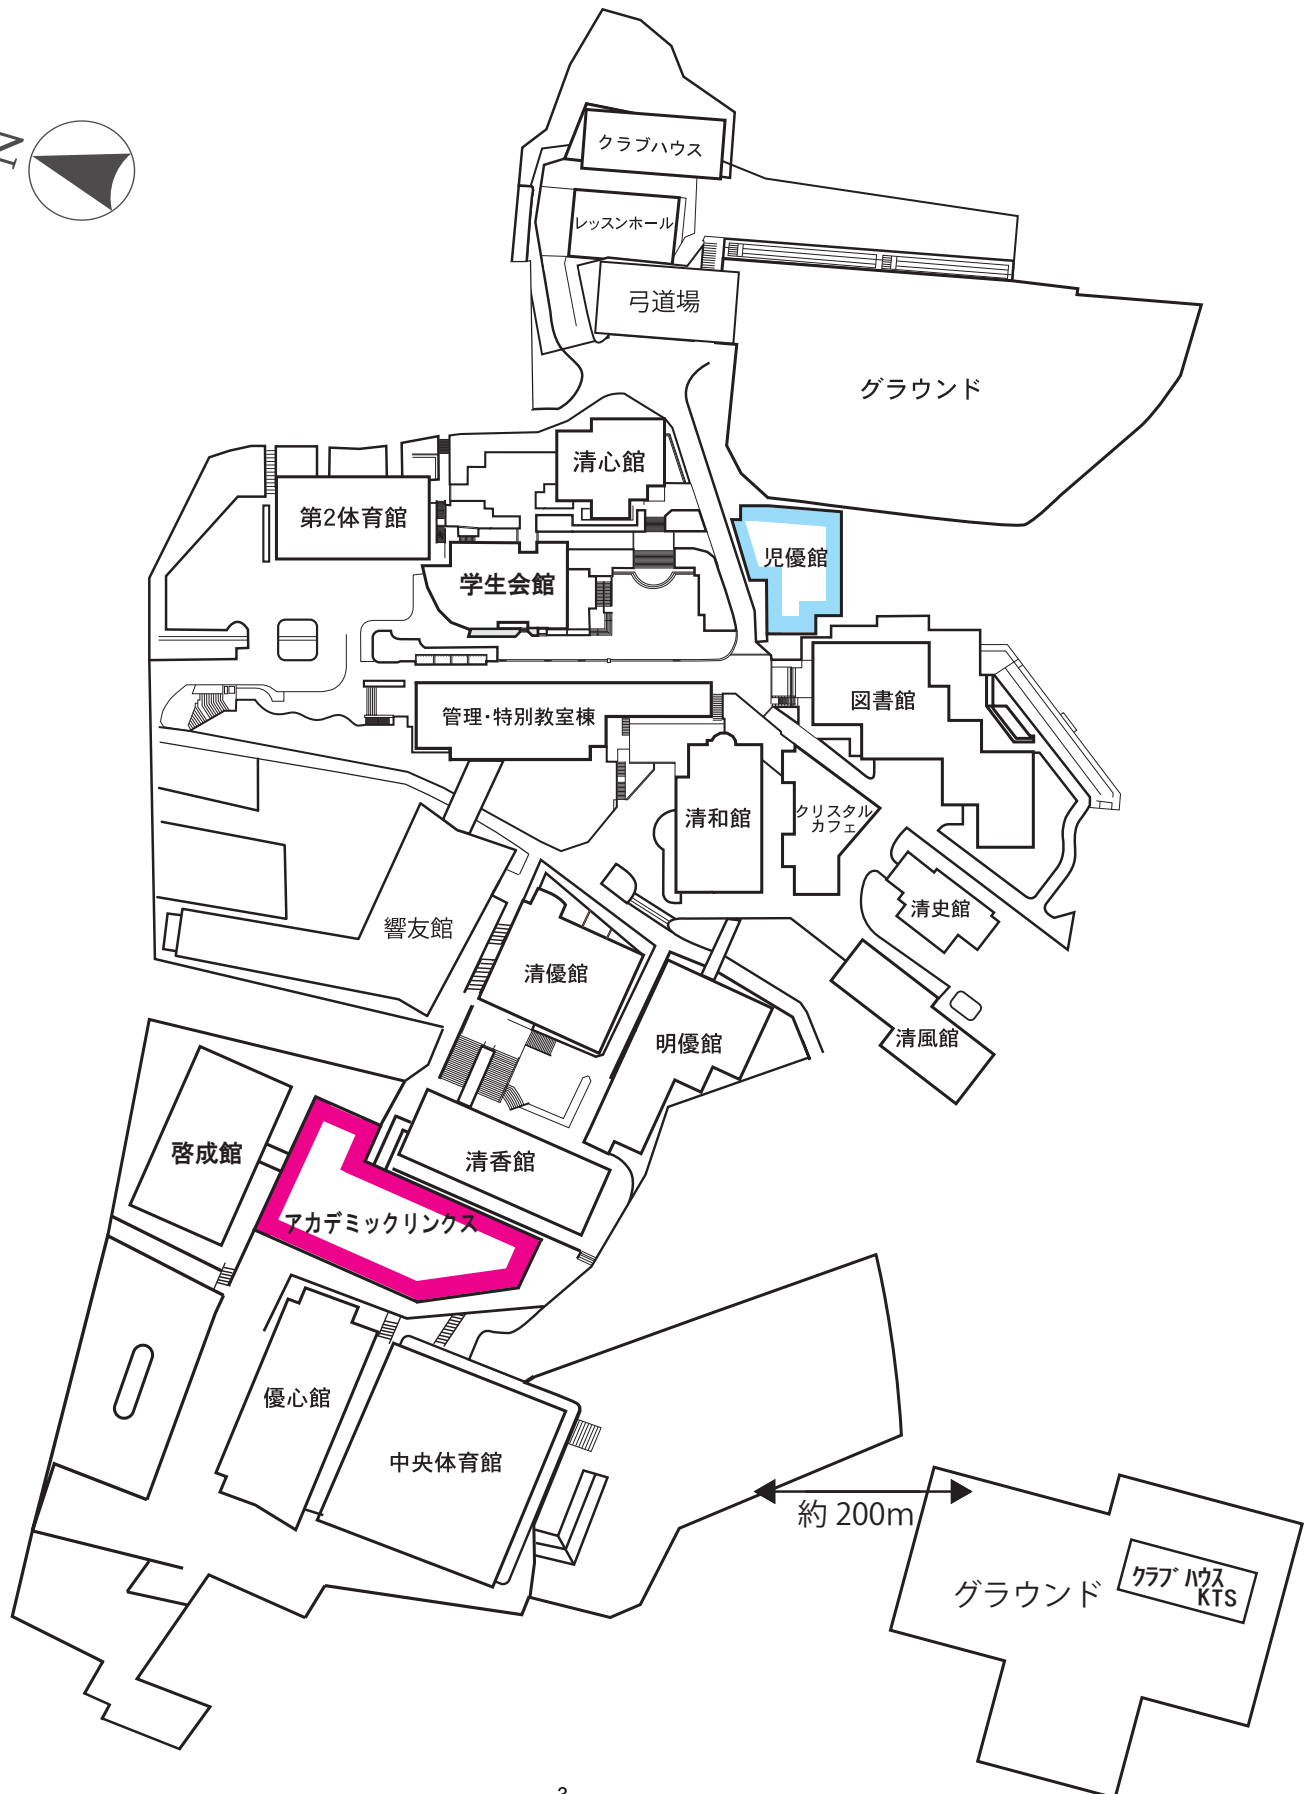 N
クラブハウス
レッスンホール
弓道場
グラウンド
清心館
第2体育館
児優館
学生会館
図書館
管理・特別教室棟
清和館
クリスタル
カフェ
清史館
響友館
清優館
清風館
明優館
啓成館
清香館
アカデミックリンクス
優心館
中央体育館
約 200m
グラウンド
クラブハウス
KTS
3